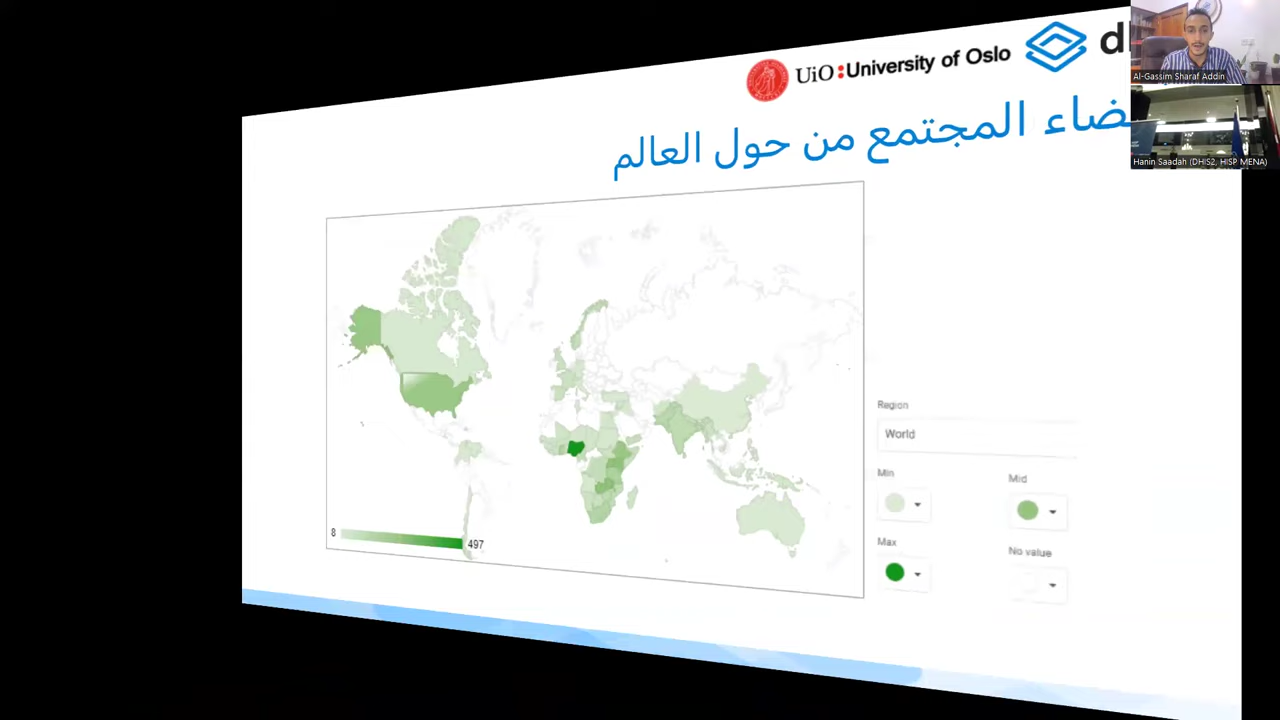 UiO:University of Oslo
المجتمع من حول العالم
Al-Gassim Sharaf Addin
Hanin Saadah (DHIS2, HISP MENA)
Region
World
Min
Mid
Max
No value
8
497